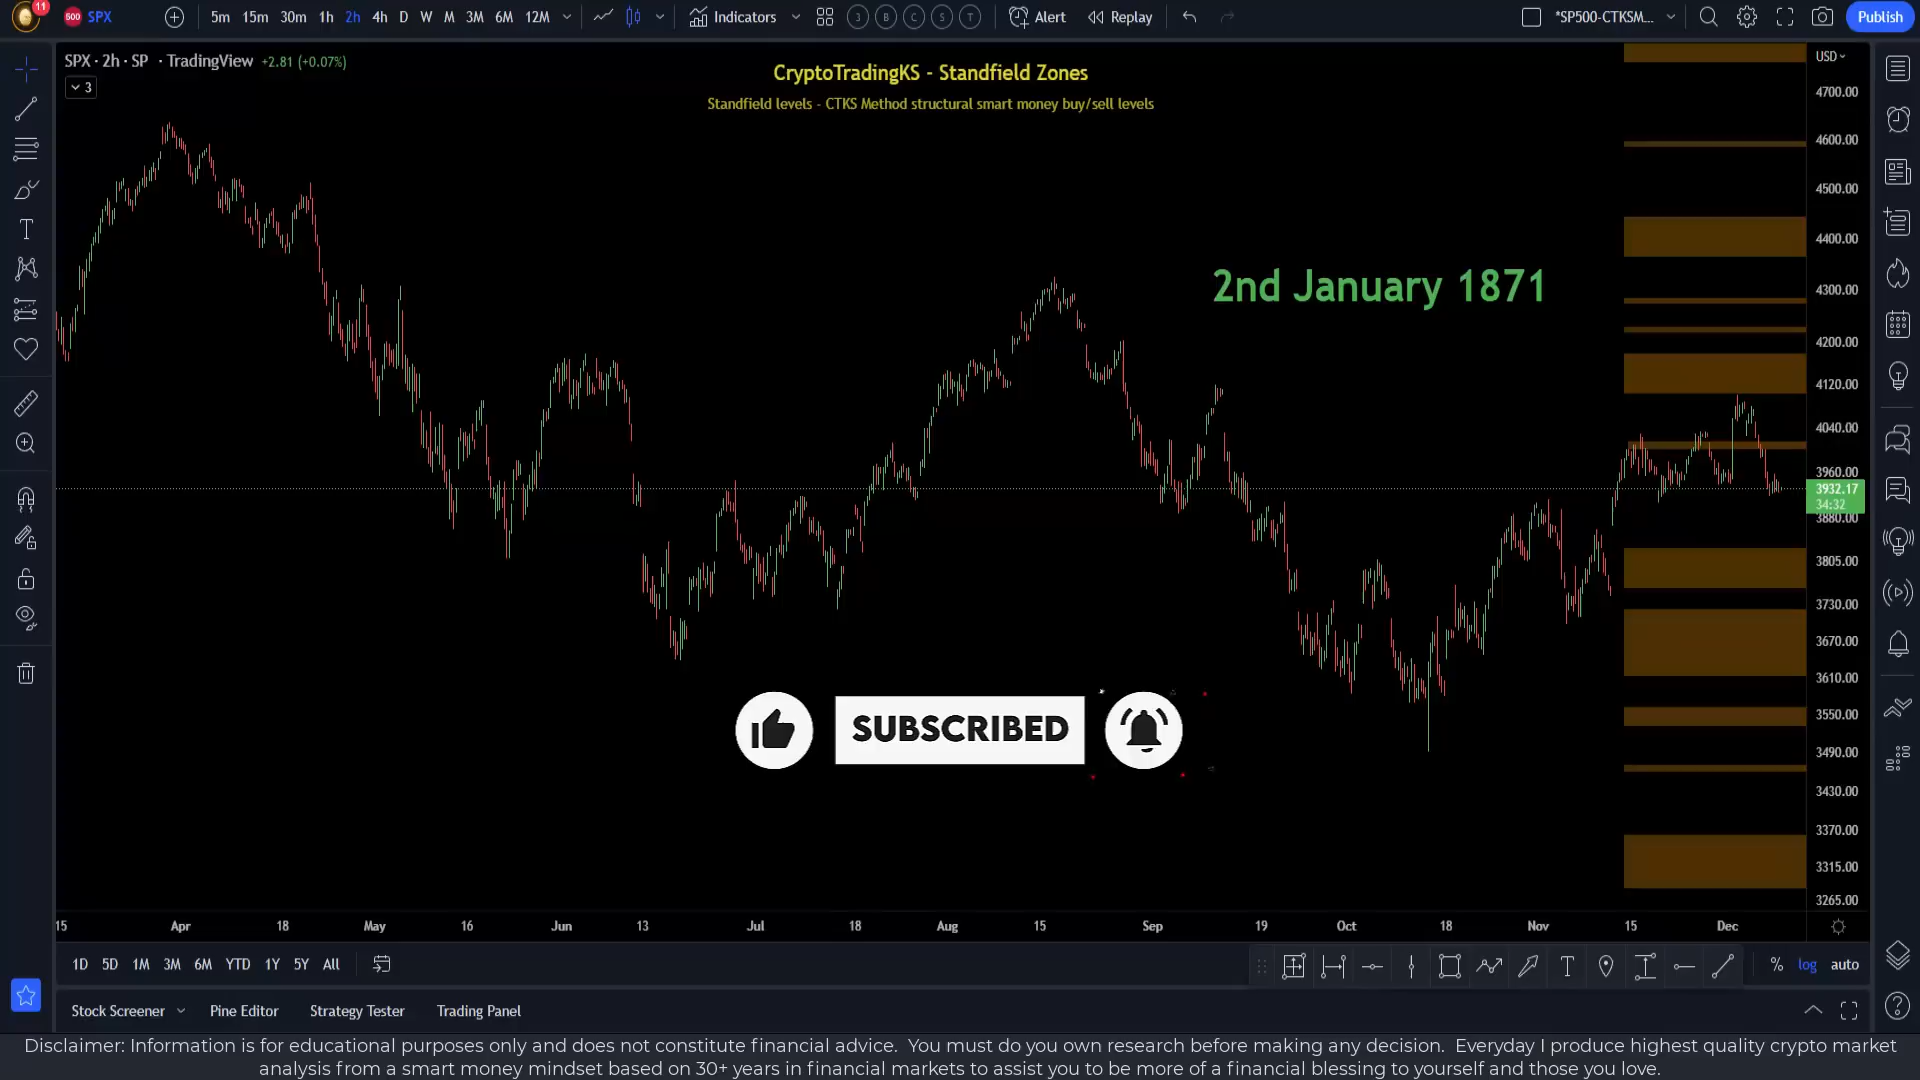 11
500 SPX
5m 15m 30m 1h 2h 4h D W M 3M 6M 12M
Indicators
J B C S T
Alert
Replay
*SP500-CTKSM...
Publish
SPX · 2h · SP · TradingView +2.81 (+0.07%)
3
CryptoTradingKS - Standfield Zones
Standfield levels - CTKS Method structural smart money buy/sell levels
USD
4700.00
4600.00
4500.00
4400.00
2nd January 1871
4300.00
4200.00
4120.00
4040.00
3960.00
3932.17
34:32
3880.00
3805.00
3730.00
3670.00
3610.00
3550.00
SUBSCRIBED
3490.00
3430.00
3370.00
3315.00
3265.00
15 Apr 18 May 16 Jun 13 Jul 18 Aug 15 Sep 19 Oct 18 Nov 15 Dec
1D 5D 1M 3M 6M YTD 1Y 5Y All
% log auto
Stock Screener Pine Editor Strategy Tester Trading Panel
Disclaimer: Information is for educational purposes only and does not constitute financial advice. You must do you own research before making any decision. Everyday I produce highest quality crypto market
analysis from a smart money mindset based on 30+ years in financial markets to assist you to be more of a financial blessing to yourself and those you love.